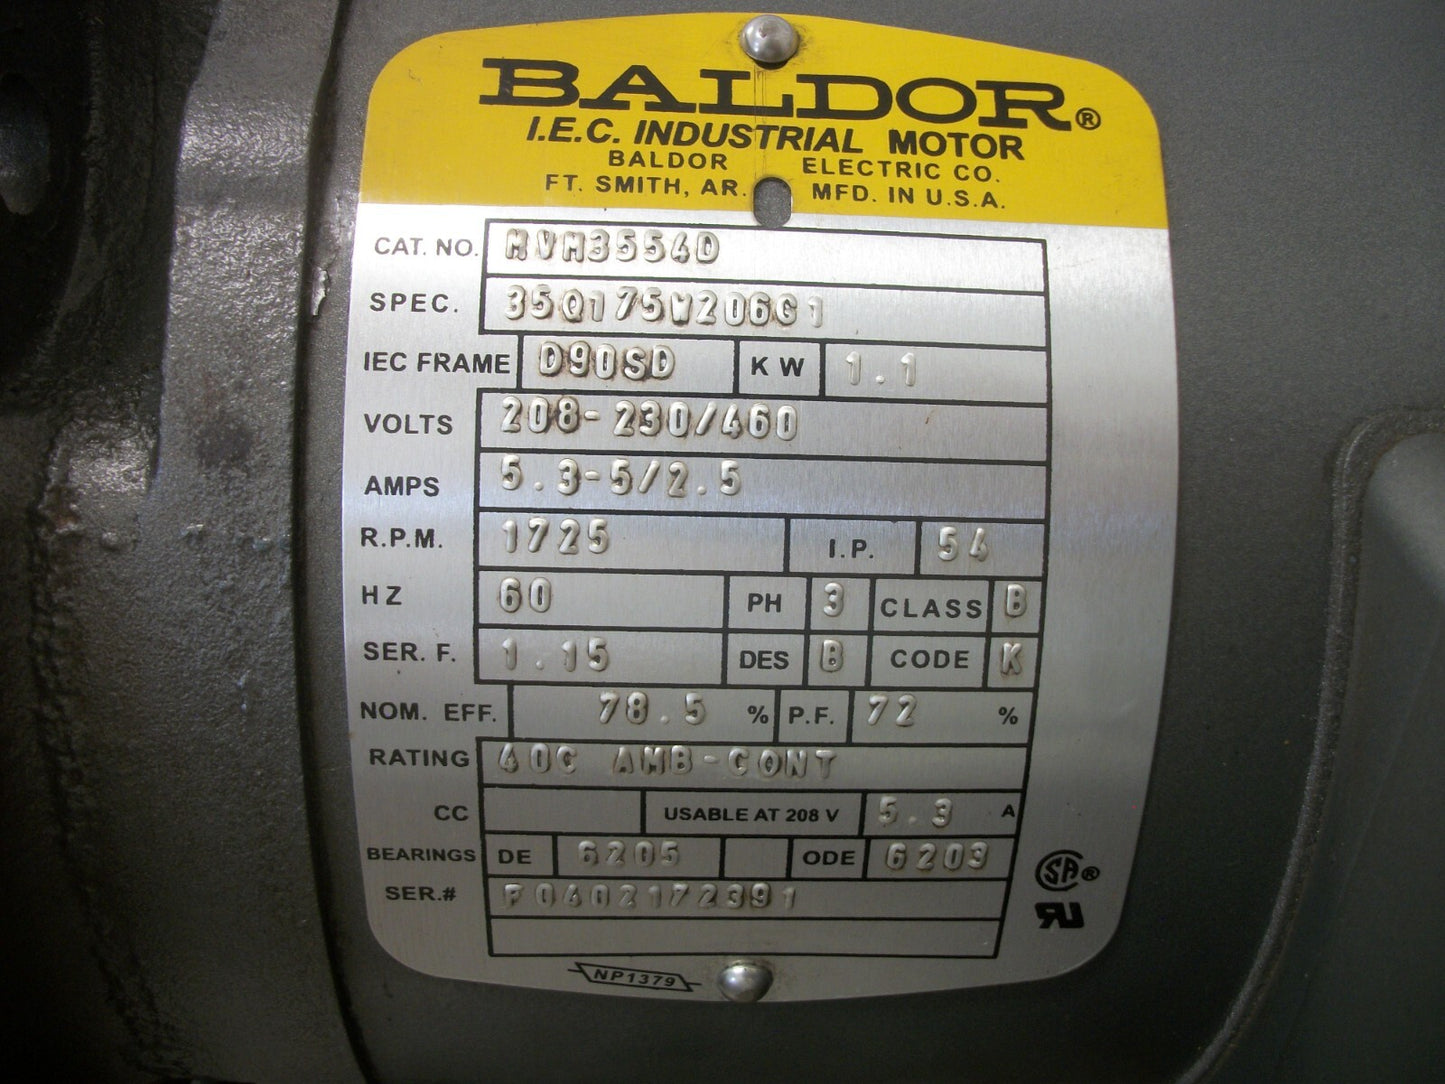 BALDOR®
I.E.C. INDUSTRIAL MOTOR
BALDOR ELECTRIC CO.
FT. SMITH, AR. MFD. IN U.S.A.
CAT. NO. MVM3554D
SPEC. 35Q175W206G1
IEC FRAME D90SD KW 1.1
VOLTS 208-230/460
AMPS 5.3-5/2.5
R.P.M. 1725 I.P. 54
HZ 60 PH 3 CLASS B
SER. F. 1.15 DES B CODE K
NOM. EFF. 78.5 % P.F. 72 %
RATING 40C AMB-CONT
CC USABLE AT 208 V 5.3 A
BEARINGS DE 6205 ODE 6203
SER.# F0402172391
SA®
RU
NP1379